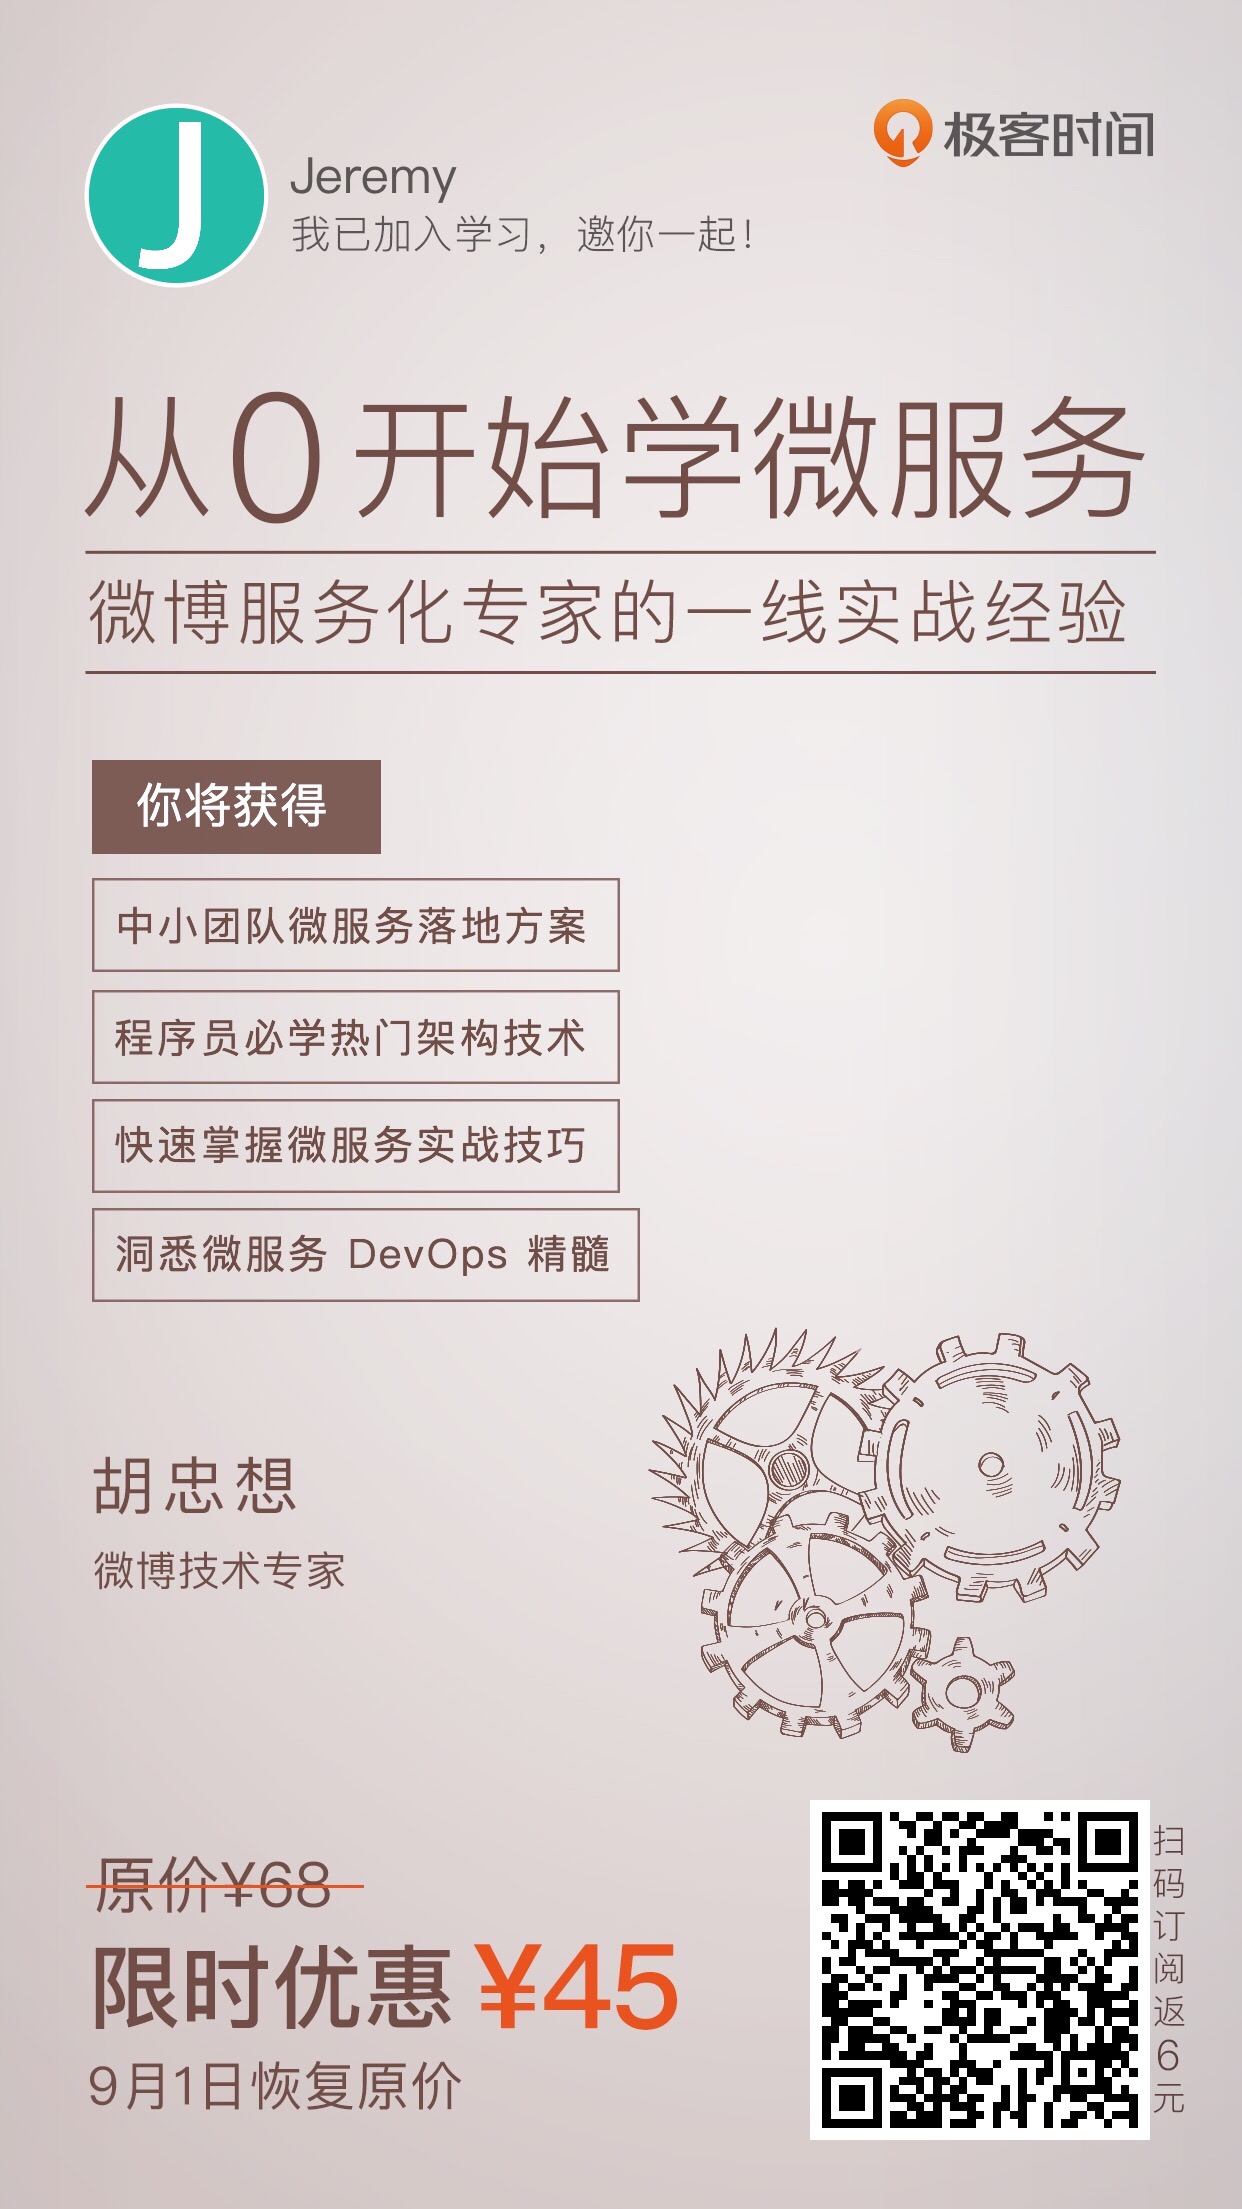 J
Jeremy
我已加入学习，邀你一起！
极客时间
从0开始学微服务
微博服务化专家的一线实战经验
你将获得
中小团队微服务落地方案
程序员必学热门架构技术
快速掌握微服务实战技巧
洞悉微服务 DevOps 精髓
胡忠想
微博技术专家
原价¥68
限时优惠 ¥45
9月1日恢复原价
扫码订阅返6元